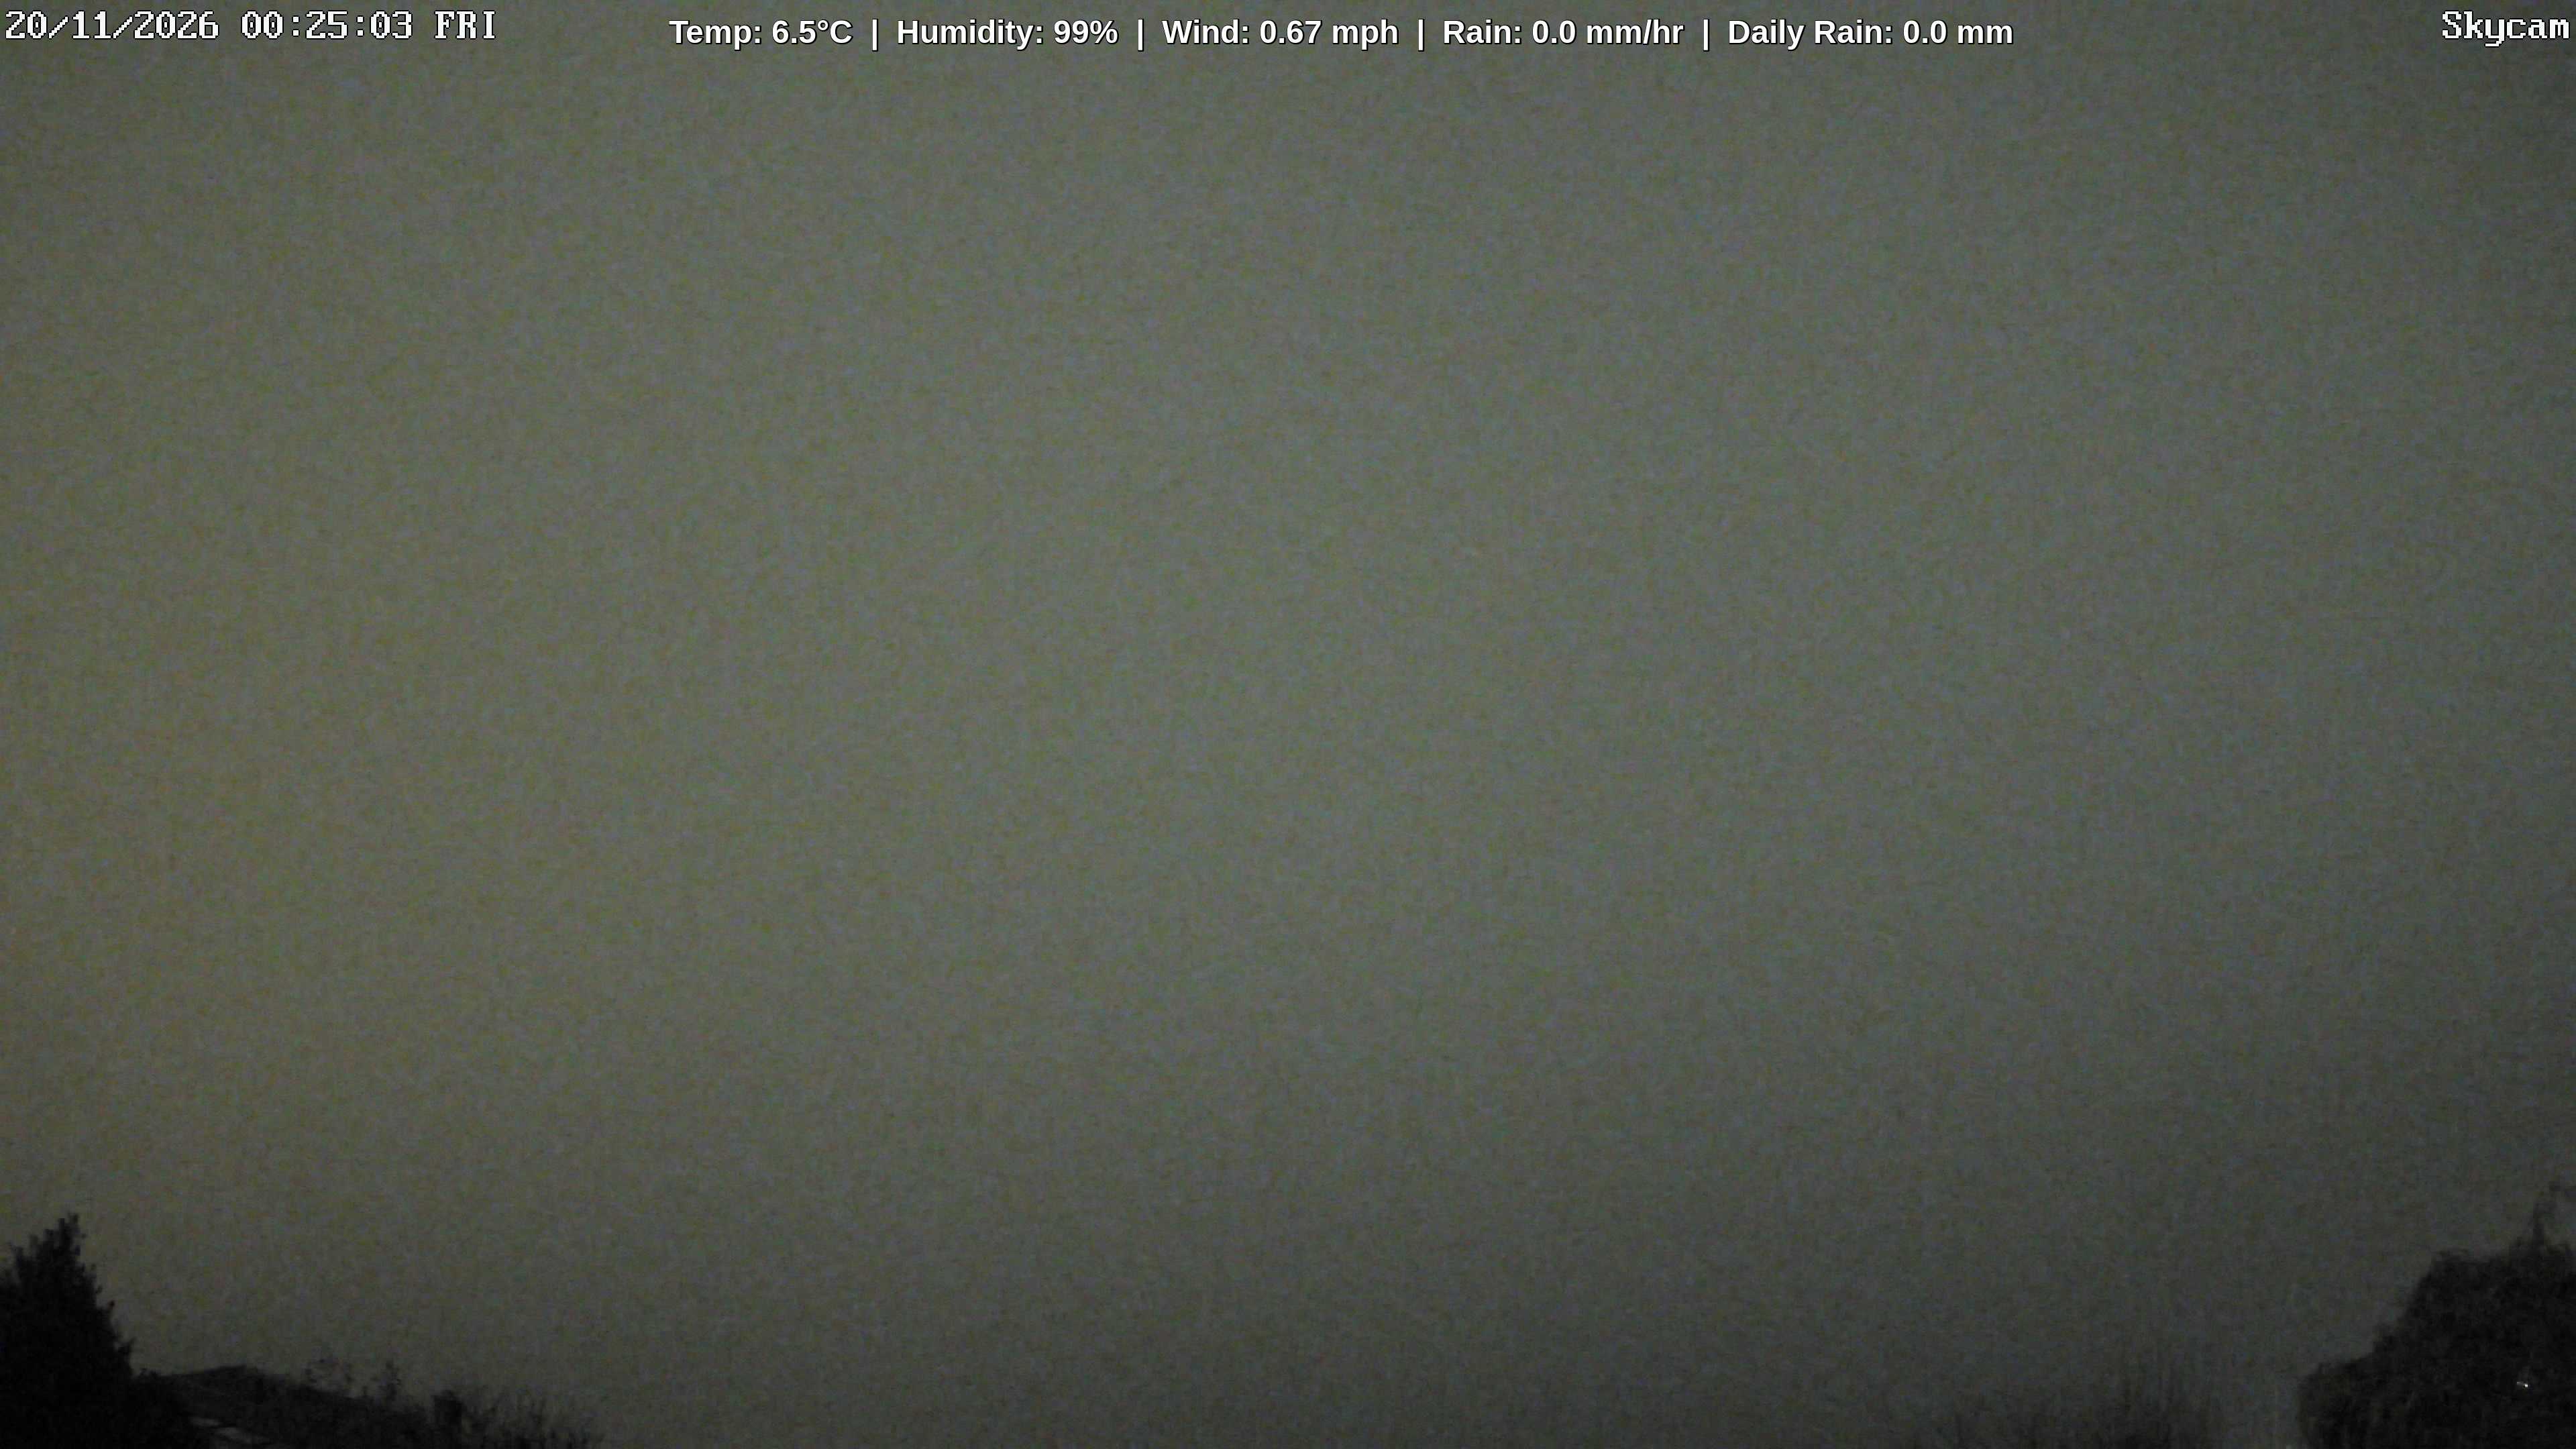 20/11/2026 00:25:03 FRI
Temp: 6.5°C | Humidity: 99% | Wind: 0.67 mph | Rain: 0.0 mm/hr | Daily Rain: 0.0 mm
Skycam